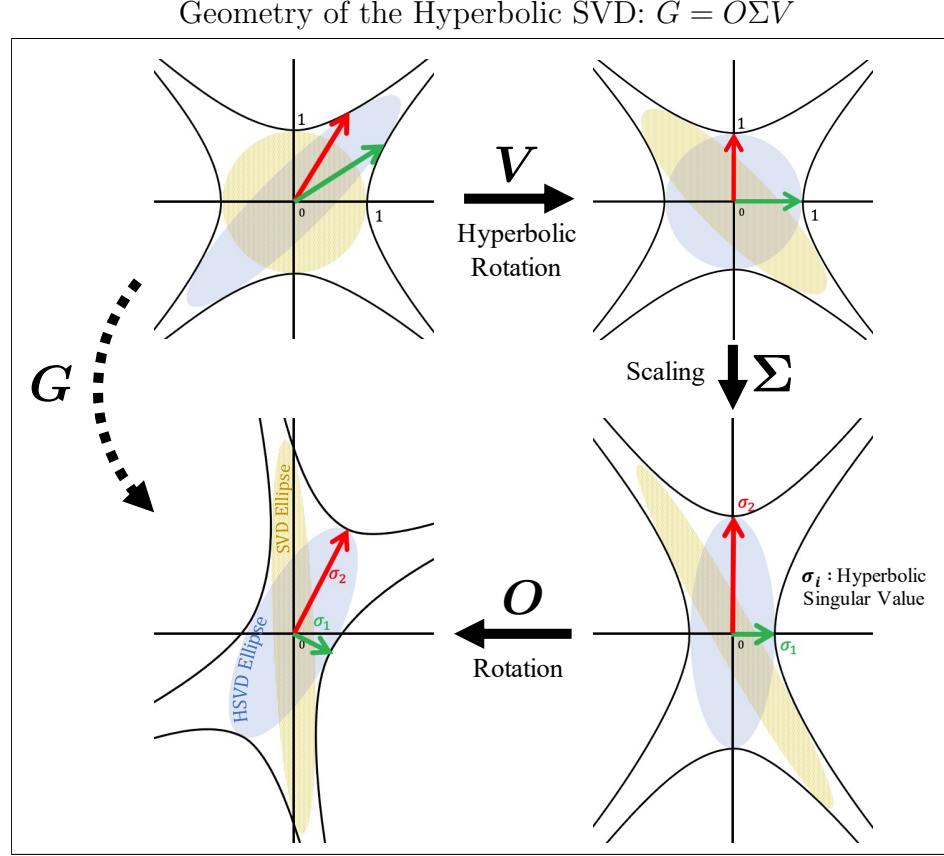 Geometry of the Hyperbolic SVD: $G = O\Sigma V$
1
0
1
V
Hyperbolic
Rotation
1
0
1
G
Scaling
Σ
SVD Ellipse
HSVD Ellipse
σ₂
σ₁
0
O
Rotation
σ₂
0
σ₁
σᵢ : Hyperbolic
Singular Value